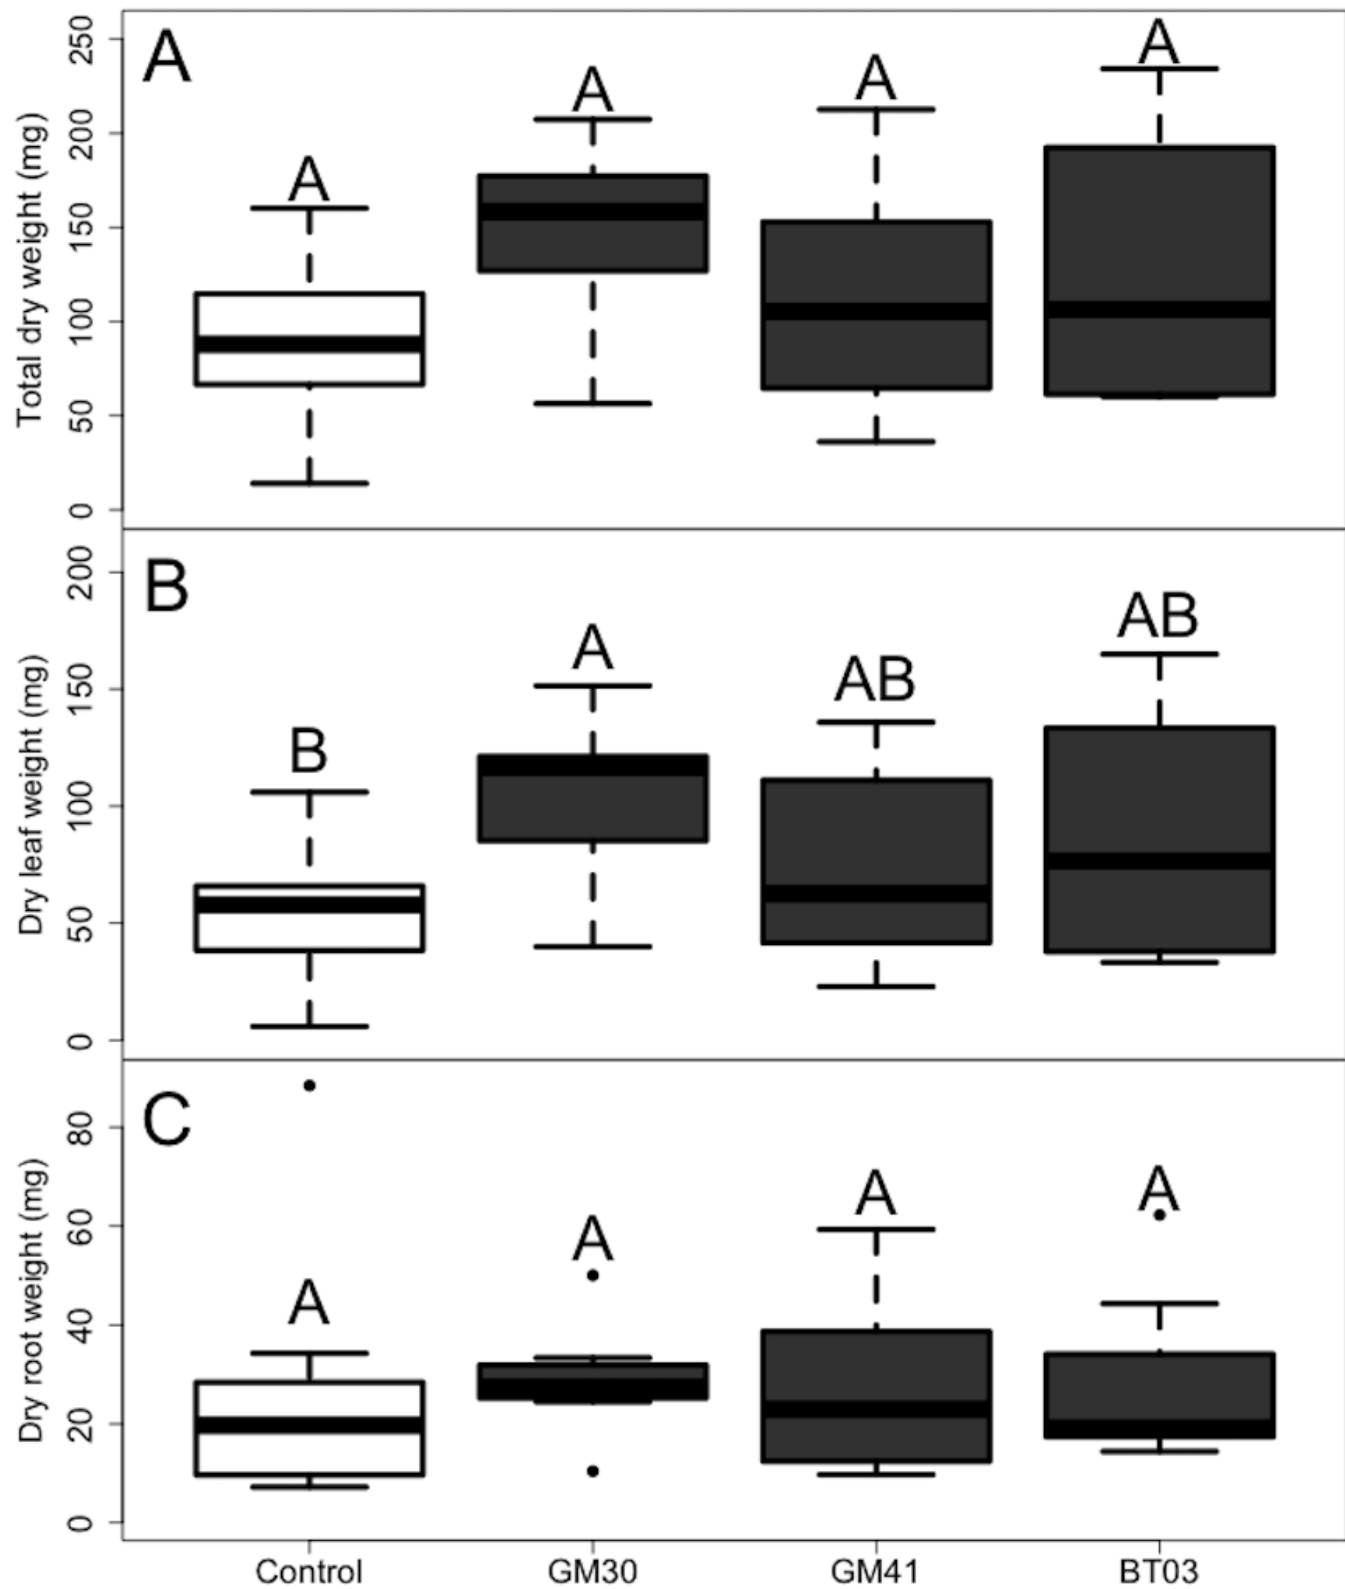 A
Total dry weight (mg)
0 50 100 150 200 250
A A A A
B
Dry leaf weight (mg)
0 50 100 150 200
B A AB AB
C
Dry root weight (mg)
0 20 40 60 80
A A A A
Control GM30 GM41 BT03